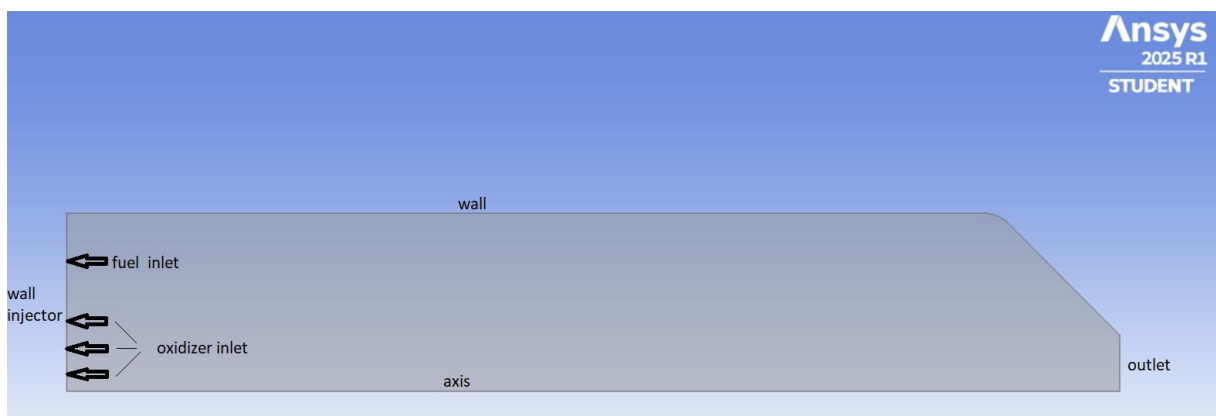 Ansys
2025 R1
STUDENT
wall
fuel inlet
wall
injector
oxidizer inlet
axis
outlet